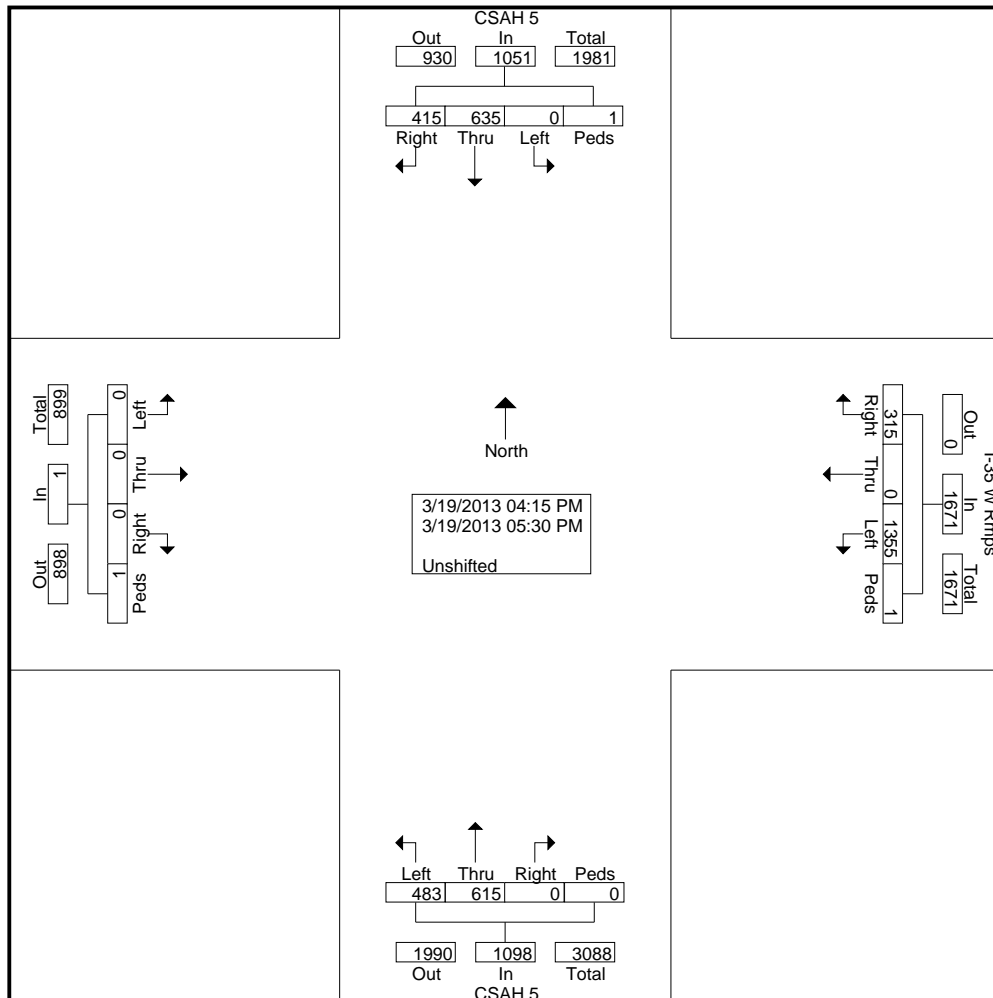 CSAH 5
Out In Total
930 1051 1981
415 635 0 1
Right Thru Left Peds
Total 899
In 1
Out 898
0 0 0 1
Left Thru Right Peds
North
3/19/2013 04:15 PM
3/19/2013 05:30 PM
Unshifted
Right Thru Left Peds
315 0 1355 1
Out 0
In 1671
Total 1671
I-35 W Rmps
Left Thru Right Peds
483 615 0 0
1990 1098 3088
Out In Total
CSAH 5